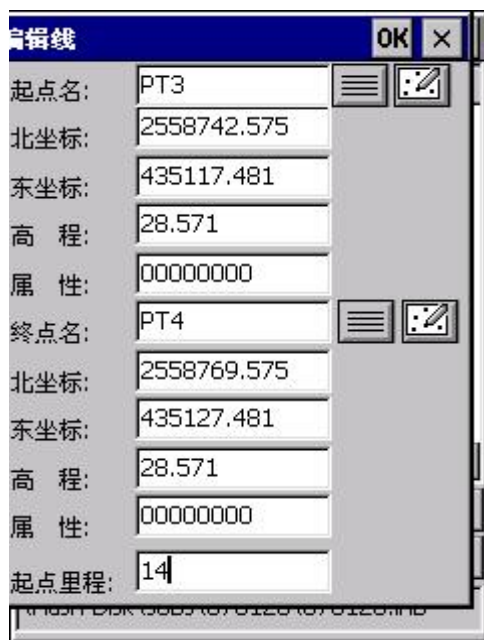 编辑线 OK ×
起点名: PT3
北坐标: 2558742.575
东坐标: 435117.481
高 程: 28.571
属 性: 00000000
终点名: PT4
北坐标: 2558769.575
东坐标: 435127.481
高 程: 28.571
属 性: 00000000
起点里程: 14